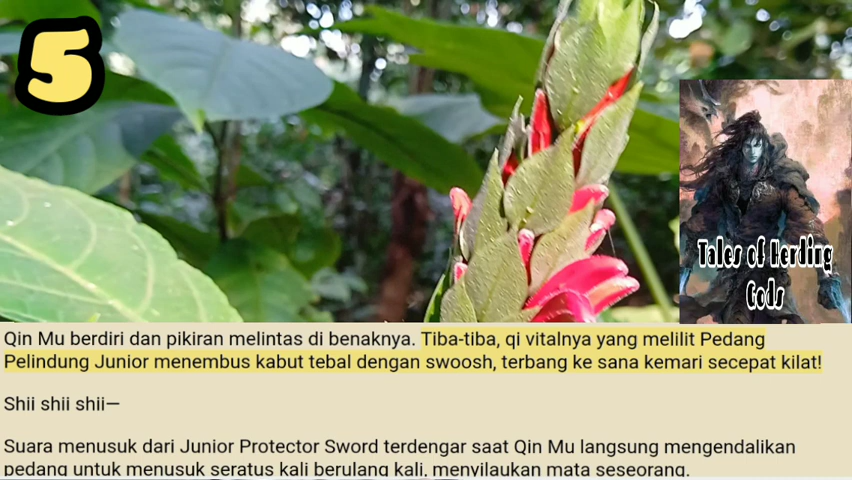 5
Tales of Herding
Gods
Qin Mu berdiri dan pikiran melintas di benaknya. Tiba-tiba, qi vitalnya yang melilit Pedang
Pelindung Junior menembus kabut tebal dengan swoosh, terbang ke sana kemari secepat kilat!
Shii shii shii—
Suara menusuk dari Junior Protector Sword terdengar saat Qin Mu langsung mengendalikan
pedang untuk menusuk seratus kali berulang kali, menyilaukan mata seseorang.